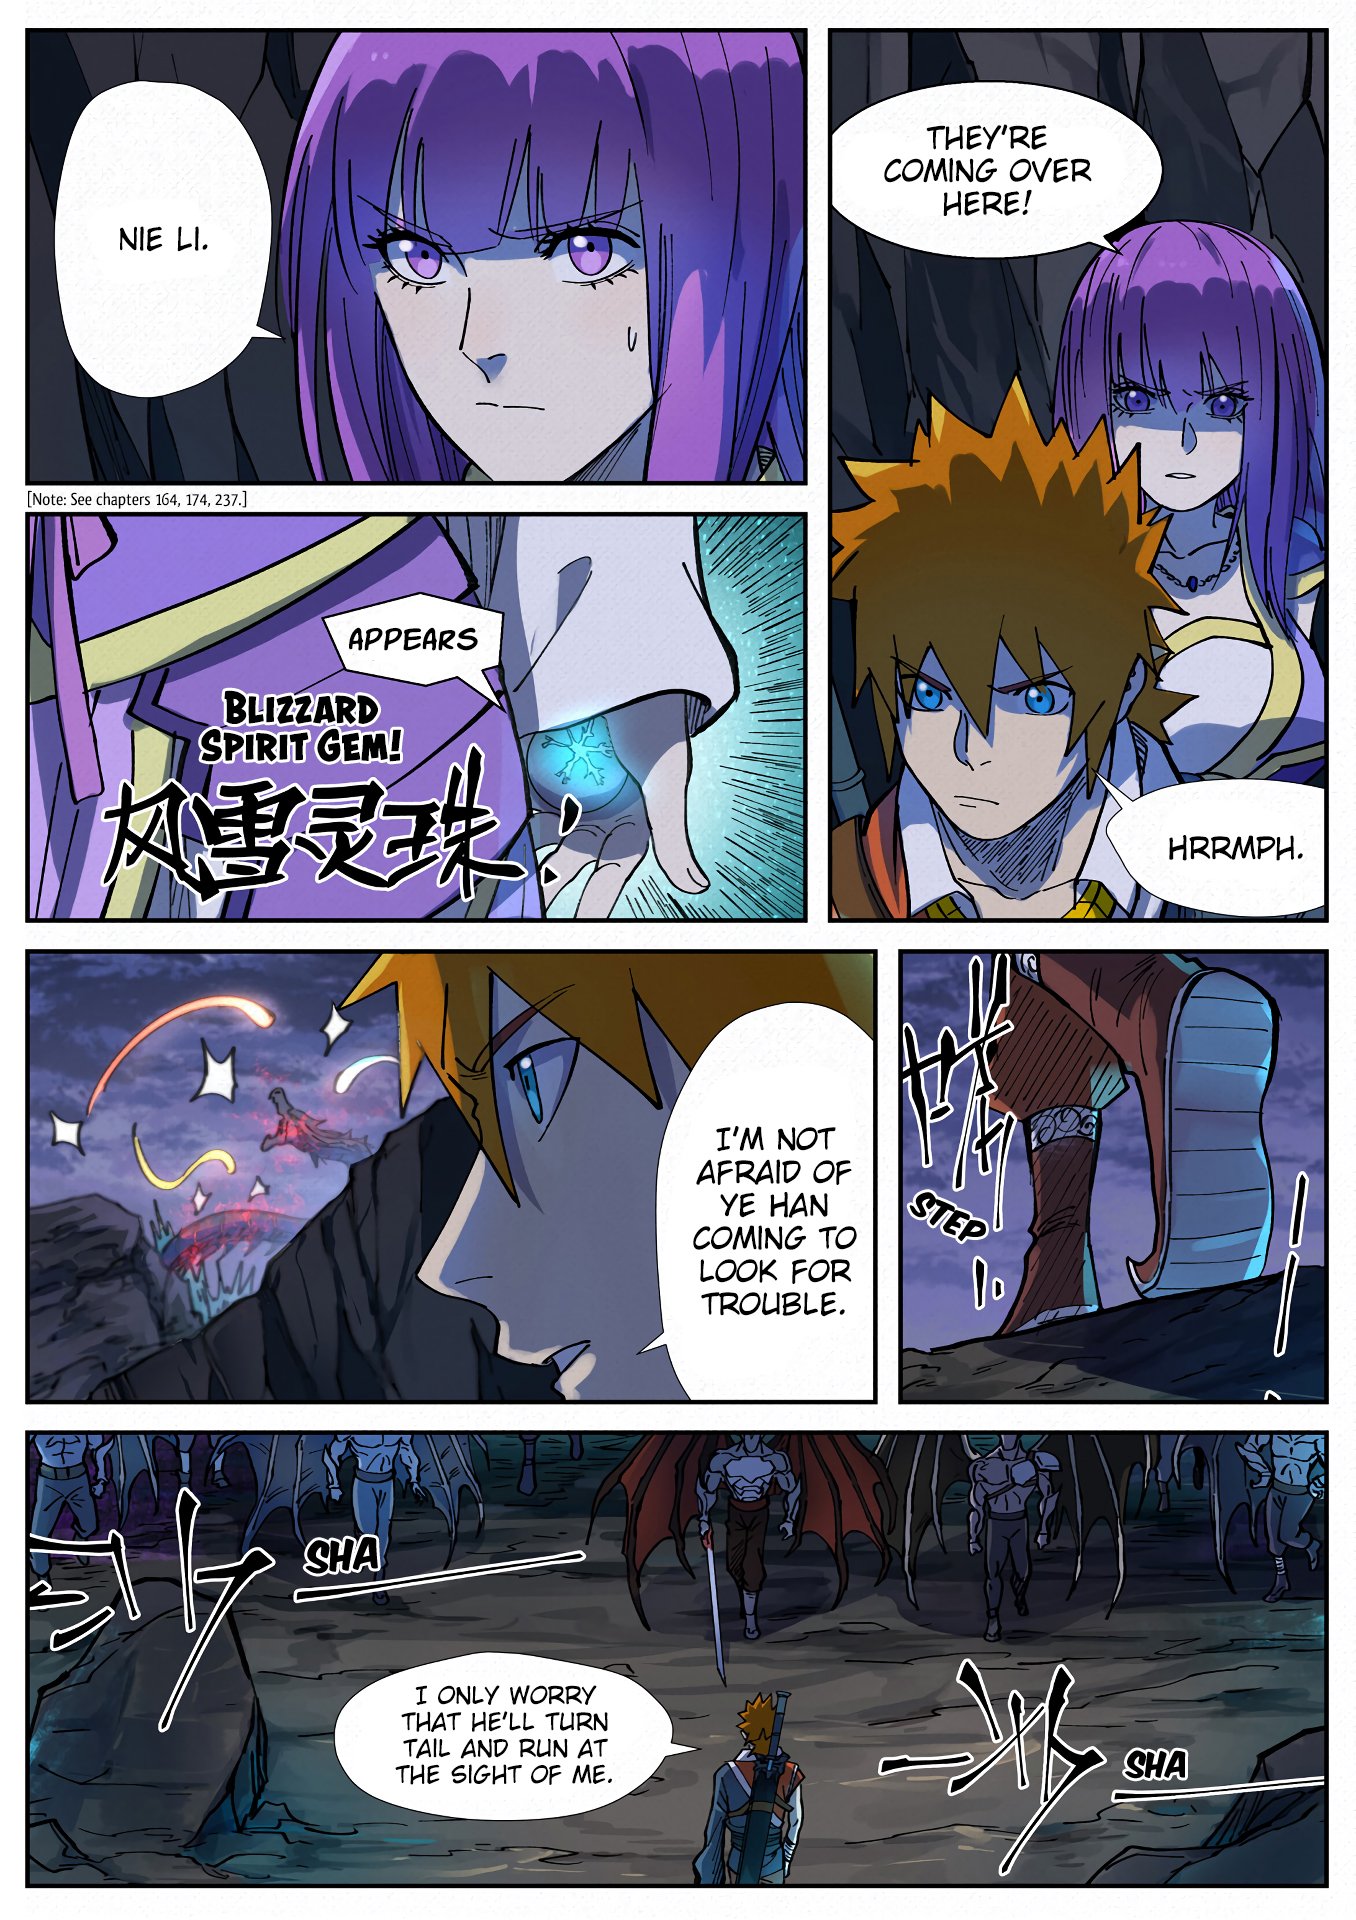 NIE LI.
THEY'RE
COMING OVER
HERE!
HRRMPH.
[Note: See chapters 164, 174, 237.]
APPEARS
BLIZZARD
SPIRIT GEM!
风雪灵珠!
I'M NOT
AFRAID OF
YE HAN
COMING TO
LOOK FOR
TROUBLE.
STEP
SHA
I ONLY WORRY
THAT HE'LL TURN
TAIL AND RUN AT
THE SIGHT OF ME.
SHA